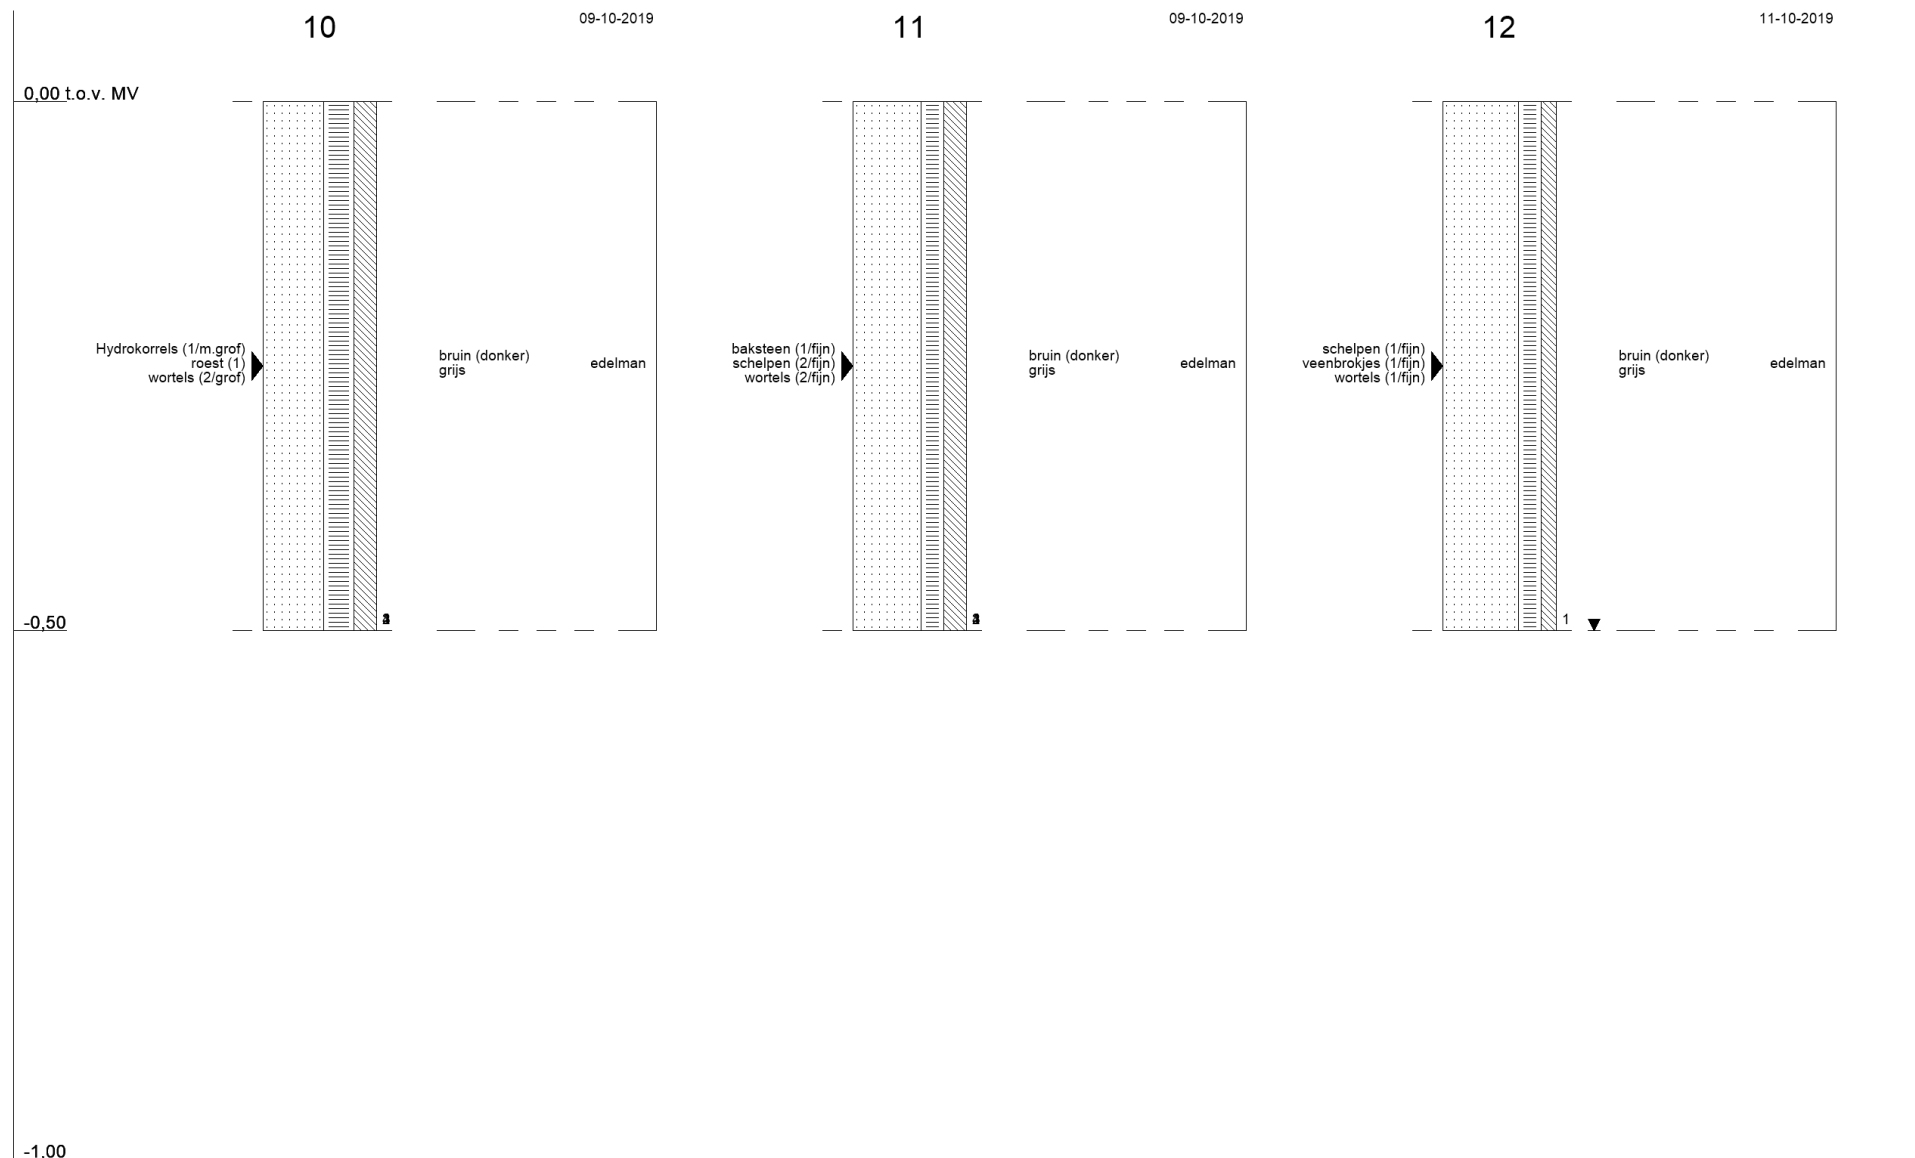 10
09-10-2019
11
09-10-2019
12
11-10-2019
0,00 t.o.v. MV
Hydrokorrels (1/m.grof)
roest (1)
wortels (2/grof)
bruin (donker)
grijs
edelman
baksteen (1/fijn)
schelpen (2/fijn)
wortels (2/fijn)
bruin (donker)
grijs
edelman
schelpen (1/fijn)
veenbrokjes (1/fijn)
wortels (1/fijn)
bruin (donker)
grijs
edelman
-0,50
1
-1,00